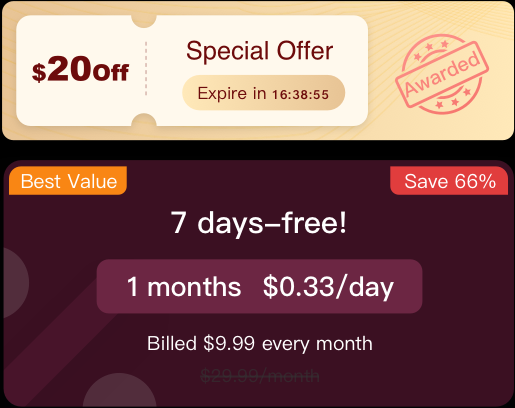 $20Off
Special Offer
Expire in 16:38:55
Awarded
Best Value
Save 66%
7 days–free!
1 months $0.33/day
Billed $9.99 every month
$29.99/month